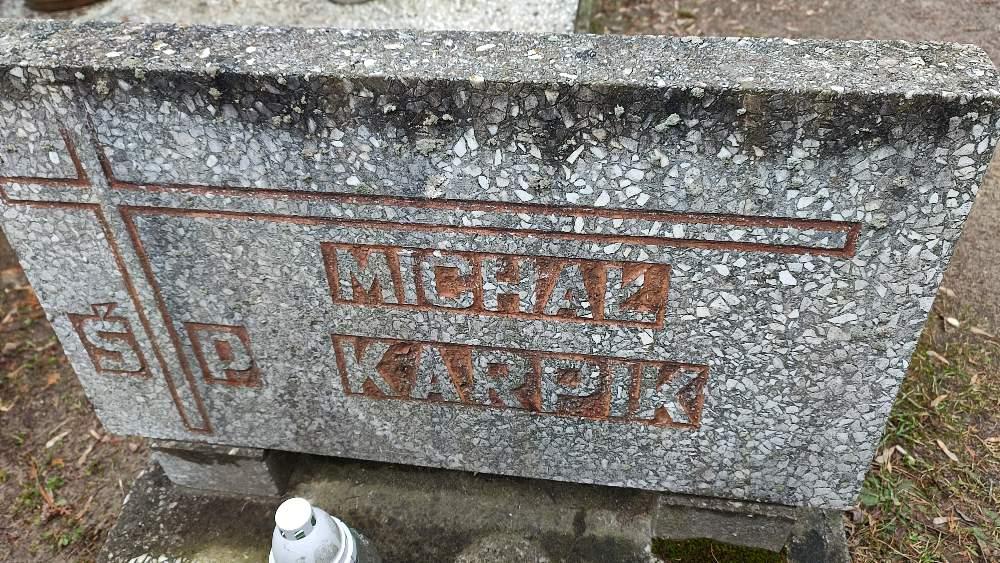 Ś P
MICHAŁ
KARPIK